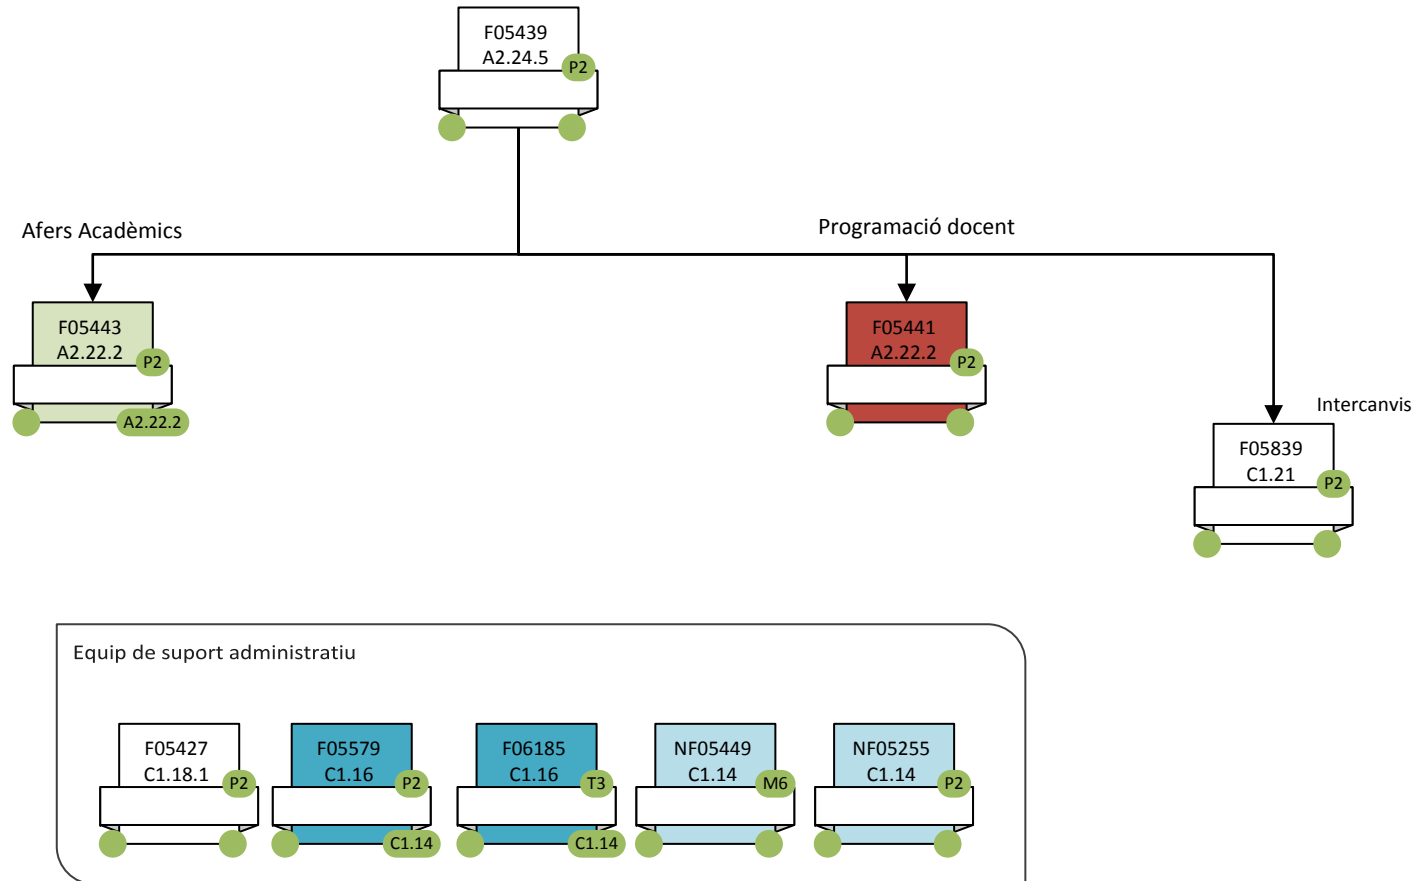 F05439
A2.24.5
P2
Afers Acadèmics
Programació docent
F05443
A2.22.2
P2
A2.22.2
F05441
A2.22.2
P2
Intercanvis
F05839
C1.21
P2
Equip de suport administratiu
F05427
C1.18.1
P2
F05579
C1.16
P2
C1.14
F06185
C1.16
T3
C1.14
NF05449
C1.14
M6
NF05255
C1.14
P2